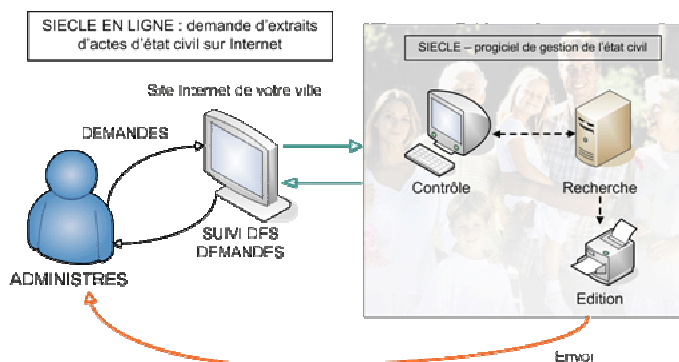 SIECLE EN LIGNE : demande d'extraits
d'actes d'état civil sur Internet
SIECLE – progiciel de gestion de l'état civil
Site Internet de votre ville
DEMANDES
Contrôle
Recherche
SUIVI DES
DEMANDES
ADMINISTRES
Edition
Envoi